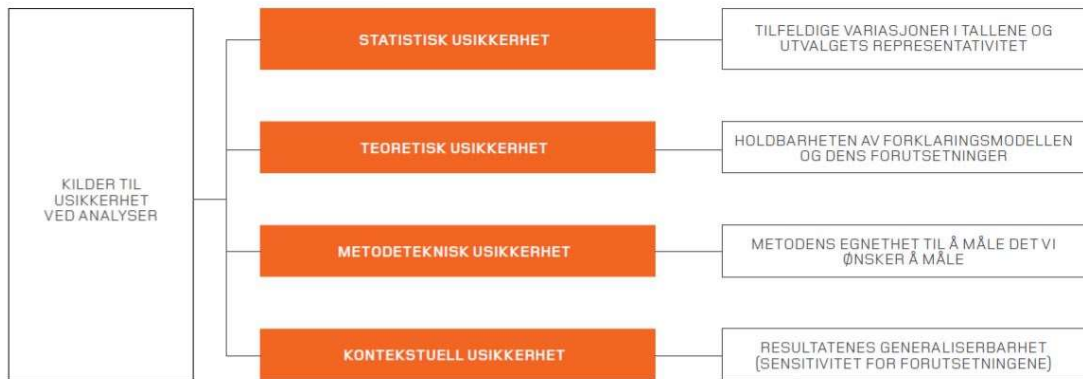 KILDER TIL
USIKKERHET
VED ANALYSER
STATISTISK USIKKERHET
TILFELDIGE VARIASJONER I TALLENE OG
UTVALGETS REPRESENTATIVITET
TEORETISK USIKKERHET
HOLDBARHETEN AV FORKLARINGSMODELLEN
OG DENS FORUTSETNINGER
METODETEKNISK USIKKERHET
METODENS EGNETHET TIL Å MÅLE DET VI
ØNSKER Å MÅLE
KONTEKSTUELL USIKKERHET
RESULTATENES GENERALISERBARHET
(SENSITIVITET FOR FORUTSETNINGENE)